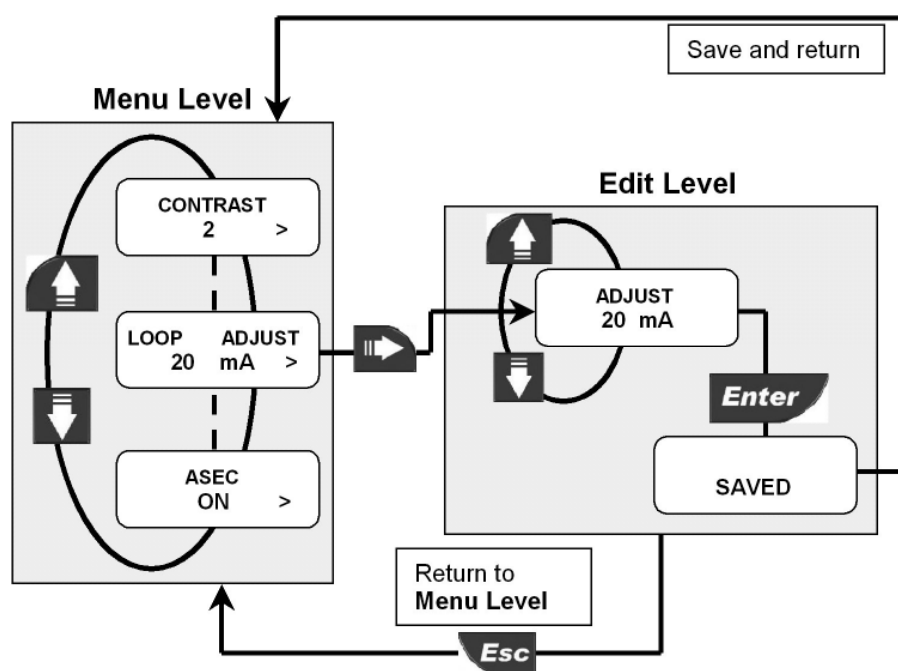 Save and return
Menu Level
CONTRAST
2 >
LOOP ADJUST
20 mA >
ASEC
ON >
Edit Level
ADJUST
20 mA
Enter
SAVED
Return to
Menu Level
Esc